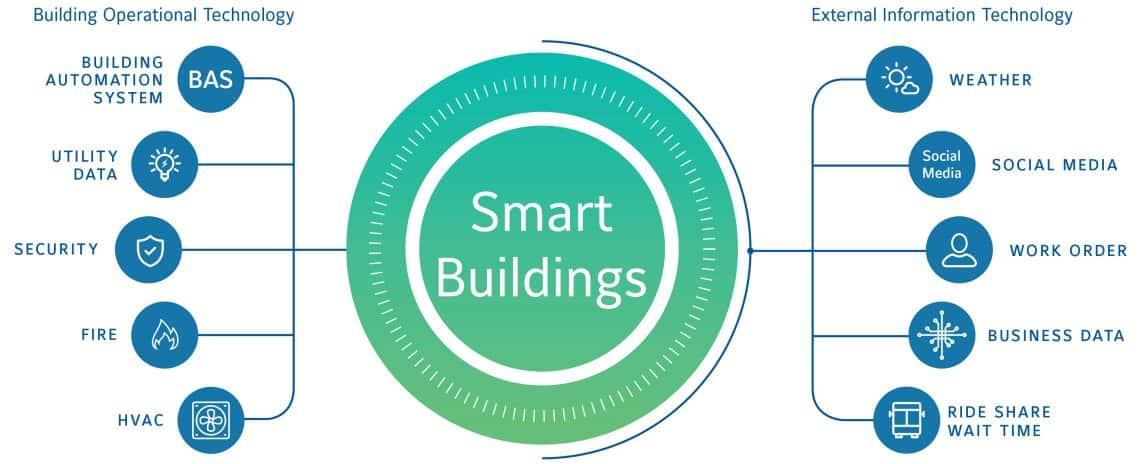 Building Operational Technology
BUILDING
AUTOMATION
SYSTEM
BAS
UTILITY
DATA
SECURITY
FIRE
HVAC
Smart
Buildings
External Information Technology
WEATHER
Social
Media
SOCIAL MEDIA
WORK ORDER
BUSINESS DATA
RIDE SHARE
WAIT TIME